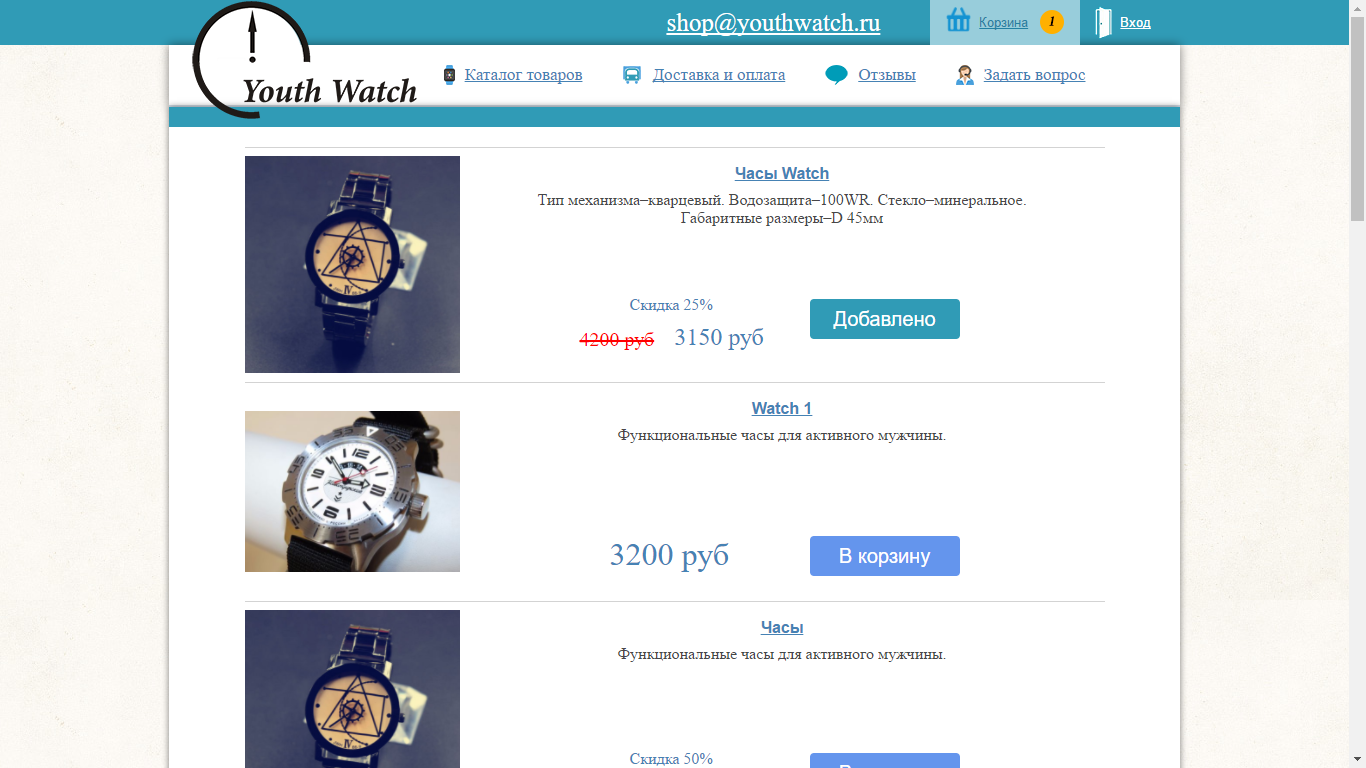 shop@youthwatch.ru
Корзина 1
Вход
Youth Watch
Каталог товаров
Доставка и оплата
Отзывы
Задать вопрос
Часы Watch
Тип механизма–кварцевый. Водозащита–100WR. Стекло–минеральное.
Габаритные размеры–D 45мм
Скидка 25%
4200 руб 3150 руб
Добавлено
Watch 1
Функциональные часы для активного мужчины.
3200 руб
В корзину
Часы
Функциональные часы для активного мужчины.
Скидка 50%